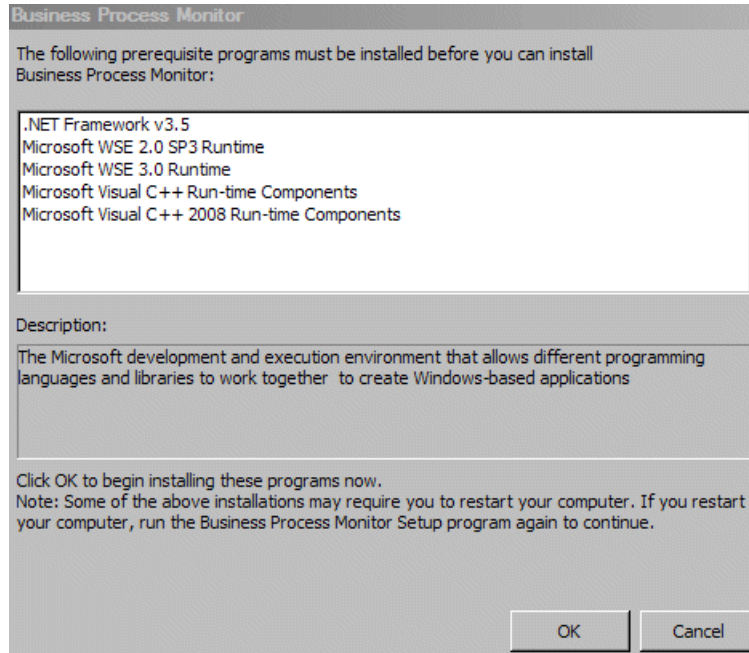 Business Process Monitor
The following prerequisite programs must be installed before you can install
Business Process Monitor:
.NET Framework v3.5
Microsoft WSE 2.0 SP3 Runtime
Microsoft WSE 3.0 Runtime
Microsoft Visual C++ Run-time Components
Microsoft Visual C++ 2008 Run-time Components
Description:
The Microsoft development and execution environment that allows different programming
languages and libraries to work together  to create Windows-based applications
Click OK to begin installing these programs now.
Note: Some of the above installations may require you to restart your computer. If you restart
your computer, run the Business Process Monitor Setup program again to continue.
OK
Cancel